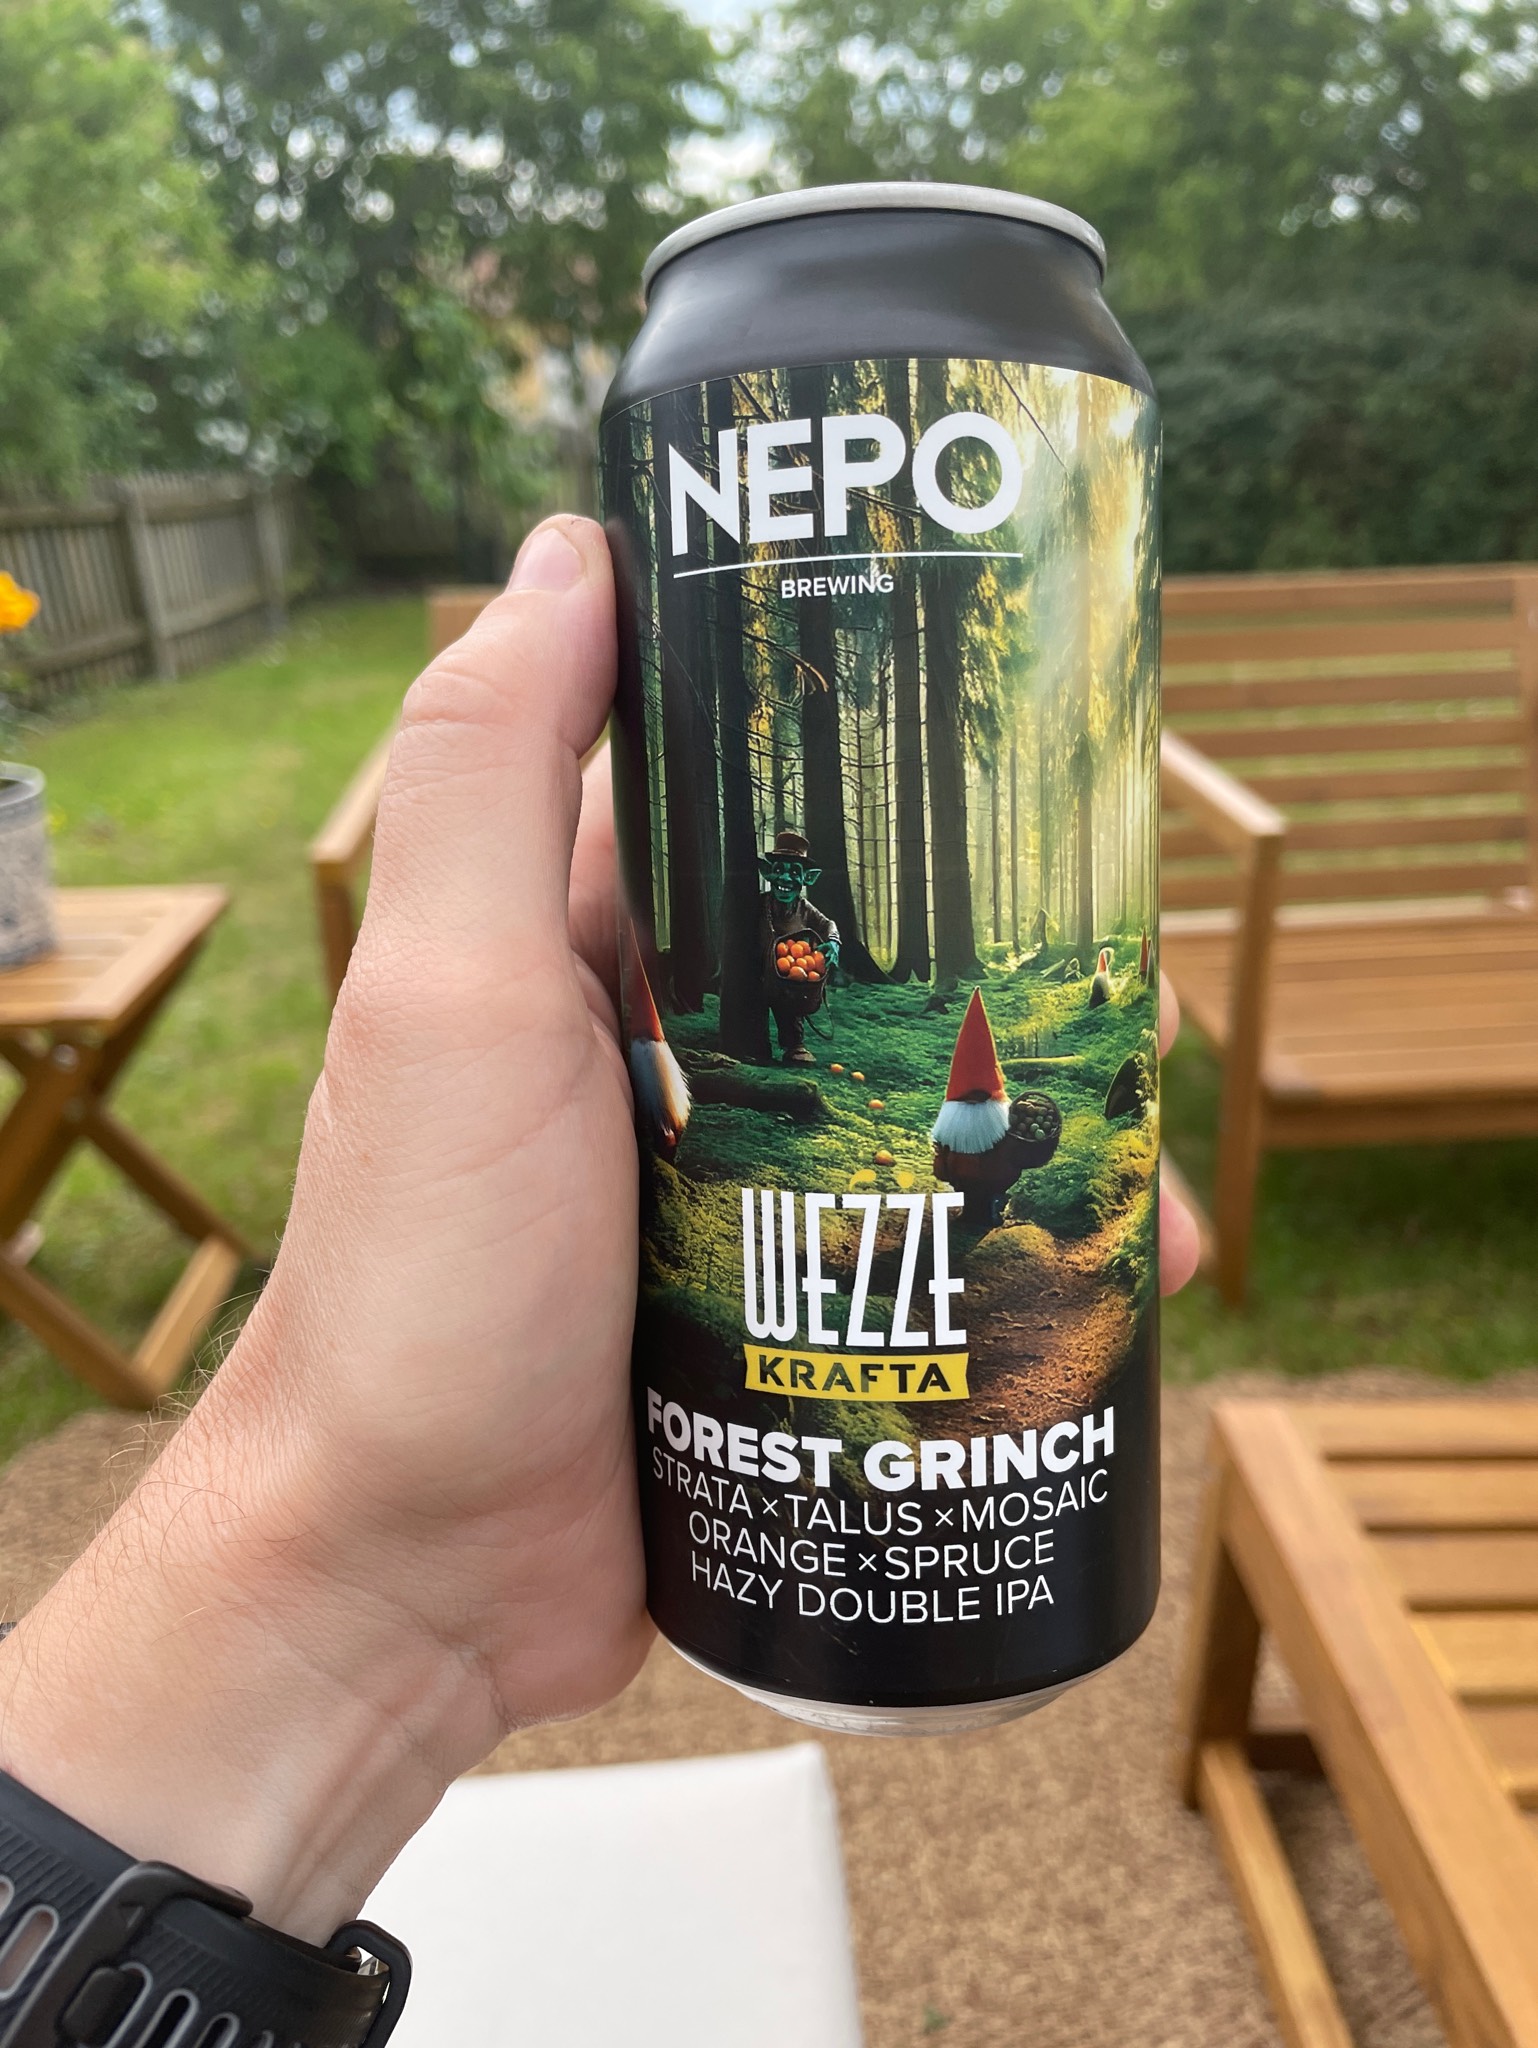 NEPO
BREWING
WEZZE
KRAFTA
FOREST GRINCH
STRATA × TALUS × MOSAIC
ORANGE × SPRUCE
HAZY DOUBLE IPA